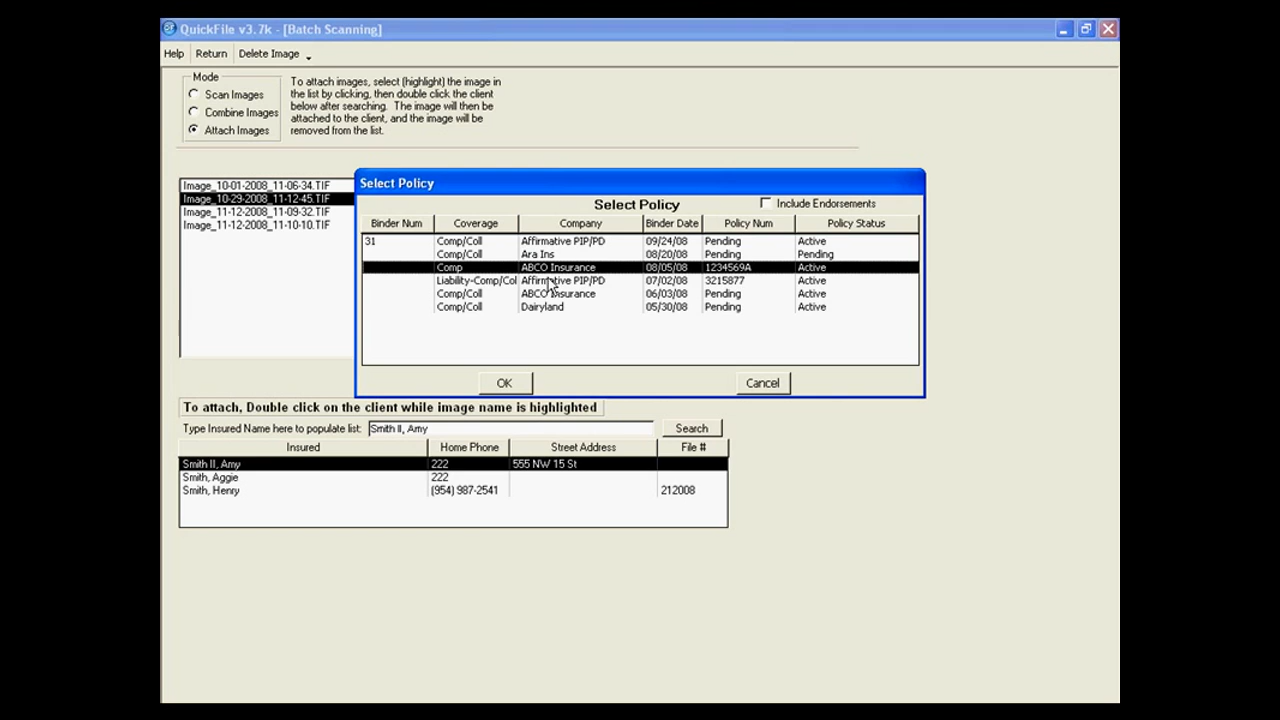 QuickFile v3.7k - [Batch Scanning]
Help Return Delete Image
Mode
Scan Images
Combine Images
Attach Images
To attach images, select (highlight) the image in
the list by clicking, then double click the client
below after searching. The image will then be
attached to the client, and the image will be
removed from the list.
Image_10-01-2008_11-06-34.TIF
Image_10-29-2008_11-12-45.TIF
Image_11-12-2008_11-09-32.TIF
Image_11-12-2008_11-10-10.TIF
Select Policy
Select Policy Include Endorsements
Binder Num Coverage Company Binder Date Policy Num Policy Status
31 Comp/Coll Affirmative PIP/PD 09/24/08 Pending Active
Comp/Coll Ara Ins 08/20/08 Pending Pending
Comp ABCO Insurance 08/05/08 1234569A Active
Liability-Comp/Col Affirmative PIP/PD 07/02/08 3215877 Active
Comp/Coll ABCO Insurance 06/03/08 Pending Active
Comp/Coll Dairyland 05/30/08 Pending Active
OK Cancel
To attach, Double click on the client while image name is highlighted
Type Insured Name here to populate list: Smith II, Amy Search
Insured Home Phone Street Address File #
Smith II, Amy 222 555 NW 15 St
Smith, Aggie 222
Smith, Henry (954) 987-2541 212008